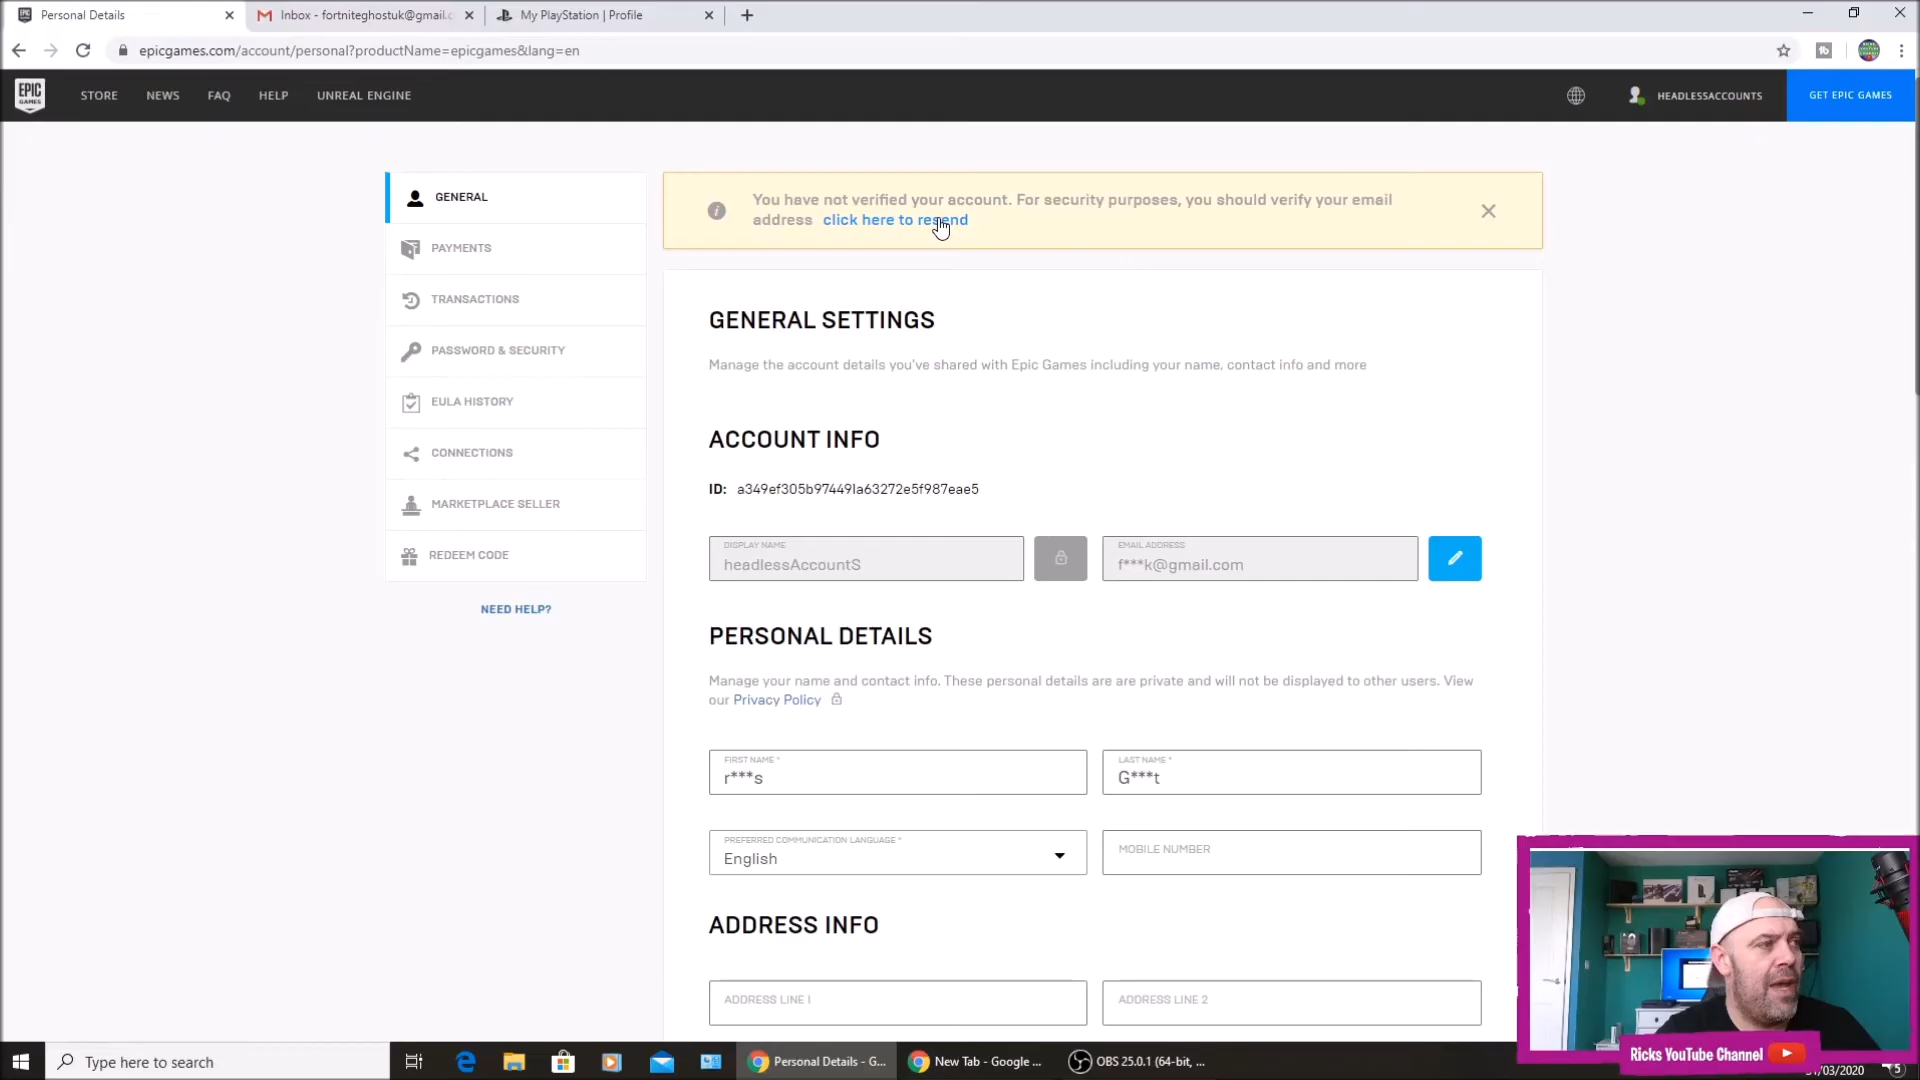 Personal Details
Inbox - fortniteghostuk@gmail.c
My PlayStation | Profile
epicgames.com/account/personal?productName=epicgames&lang=en
EPIC GAMES
STORE
NEWS
FAQ
HELP
UNREAL ENGINE
HEADLESSACCOUNTS
GET EPIC GAMES
GENERAL
PAYMENTS
TRANSACTIONS
PASSWORD & SECURITY
EULA HISTORY
CONNECTIONS
MARKETPLACE SELLER
REDEEM CODE
NEED HELP?
You have not verified your account. For security purposes, you should verify your email
address click here to resend
GENERAL SETTINGS
Manage the account details you've shared with Epic Games including your name, contact info and more
ACCOUNT INFO
ID: a349ef305b974491a63272e5f987eae5
DISPLAY NAME
headlessAccountS
EMAIL ADDRESS
f***k@gmail.com
PERSONAL DETAILS
Manage your name and contact info. These personal details are are private and will not be displayed to other users. View
our Privacy Policy
FIRST NAME *
r***s
LAST NAME *
G***t
PREFERRED COMMUNICATION LANGUAGE *
English
MOBILE NUMBER
ADDRESS INFO
ADDRESS LINE 1
ADDRESS LINE 2
Ricks YouTube Channel
Type here to search
Personal Details - G...
New Tab - Google ...
OBS 25.0.1 (64-bit, ...
31/03/2020
5